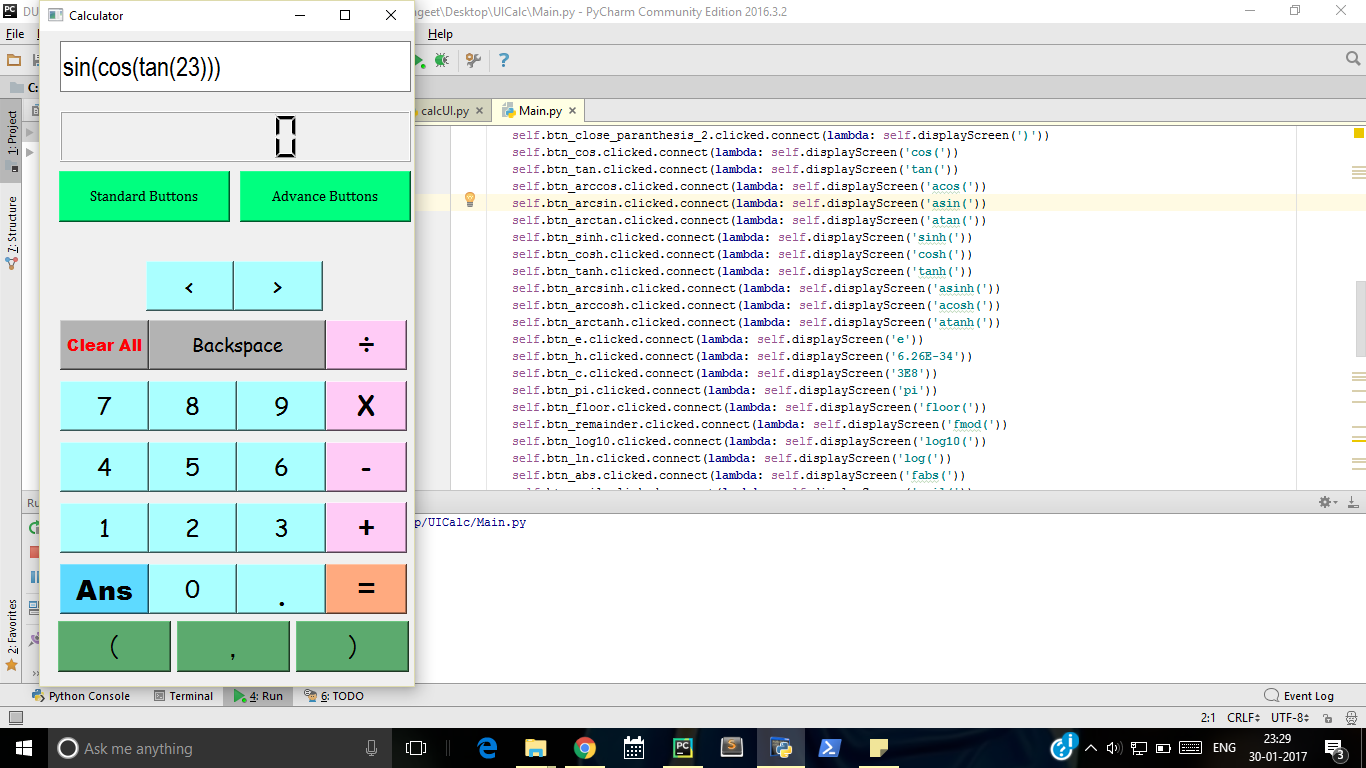 Calculator
sin(cos(tan(23)))
0
Standard Buttons Advance Buttons
< >
Clear All Backspace ÷
7 8 9 X
4 5 6 -
1 2 3 +
Ans 0 . =
( , )
ageet\Desktop\UICalc\Main.py - PyCharm Community Edition 2016.3.2
File Help
C:
1: Project
7: Structure
2: Favorites
calcUI.py Main.py
self.btn_close_paranthesis_2.clicked.connect(lambda: self.displayScreen(')'))
self.btn_cos.clicked.connect(lambda: self.displayScreen('cos('))
self.btn_tan.clicked.connect(lambda: self.displayScreen('tan('))
self.btn_arccos.clicked.connect(lambda: self.displayScreen('acos('))
self.btn_arcsin.clicked.connect(lambda: self.displayScreen('asin('))
self.btn_arctan.clicked.connect(lambda: self.displayScreen('atan('))
self.btn_sinh.clicked.connect(lambda: self.displayScreen('sinh('))
self.btn_cosh.clicked.connect(lambda: self.displayScreen('cosh('))
self.btn_tanh.clicked.connect(lambda: self.displayScreen('tanh('))
self.btn_arcsinh.clicked.connect(lambda: self.displayScreen('asinh('))
self.btn_arccosh.clicked.connect(lambda: self.displayScreen('acosh('))
self.btn_arctanh.clicked.connect(lambda: self.displayScreen('atanh('))
self.btn_e.clicked.connect(lambda: self.displayScreen('e'))
self.btn_h.clicked.connect(lambda: self.displayScreen('6.26E-34'))
self.btn_c.clicked.connect(lambda: self.displayScreen('3E8'))
self.btn_pi.clicked.connect(lambda: self.displayScreen('pi'))
self.btn_floor.clicked.connect(lambda: self.displayScreen('floor('))
self.btn_remainder.clicked.connect(lambda: self.displayScreen('fmod('))
self.btn_log10.clicked.connect(lambda: self.displayScreen('log10('))
self.btn_ln.clicked.connect(lambda: self.displayScreen('log('))
self.btn_abs.clicked.connect(lambda: self.displayScreen('fabs('))
Ru
p/UICalc/Main.py
Python Console Terminal 4: Run 6: TODO Event Log
2:1 CRLF UTF-8
Ask me anything
ENG 23:29
30-01-2017
3